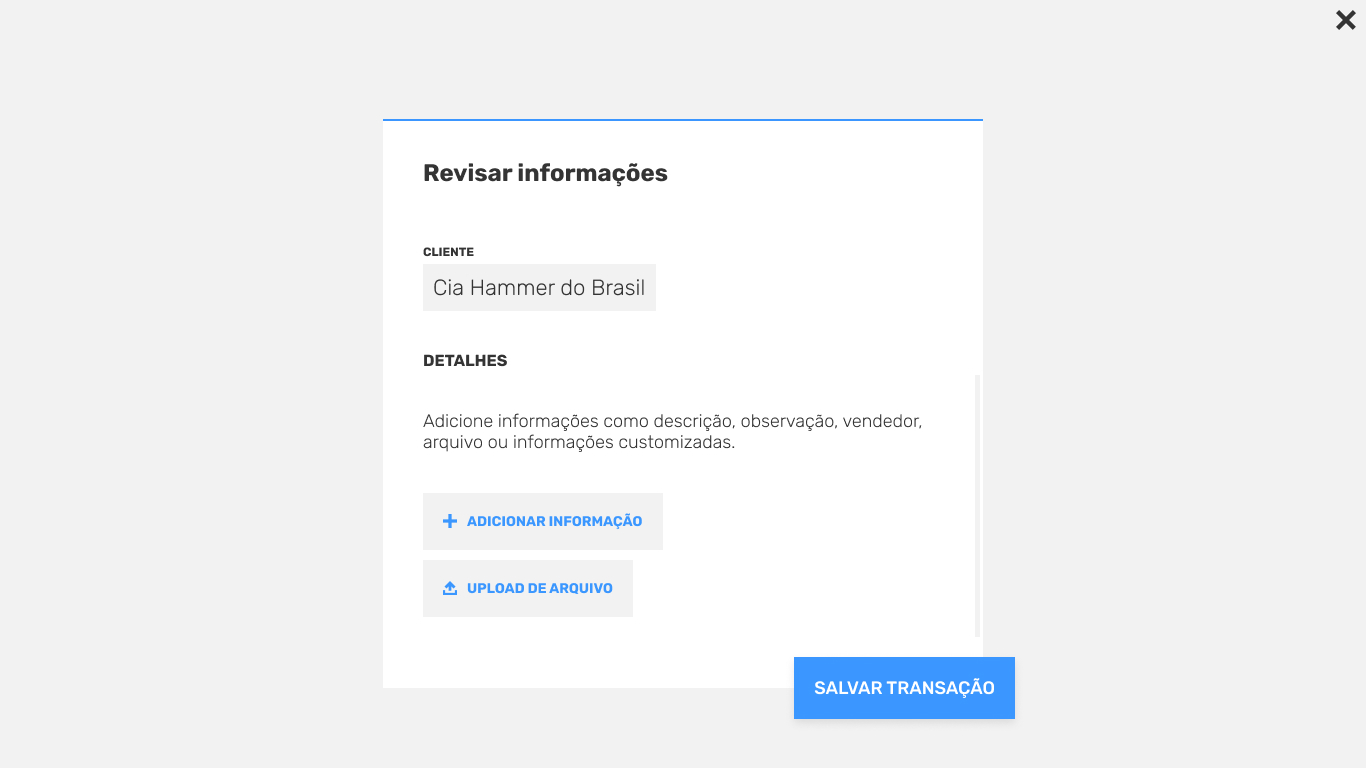 Revisar informações
CLIENTE
Cia Hammer do Brasil
DETALHES
Adicione informações como descrição, observação, vendedor,
arquivo ou informações customizadas.
ADICIONAR INFORMAÇÃO
UPLOAD DE ARQUIVO
SALVAR TRANSAÇÃO